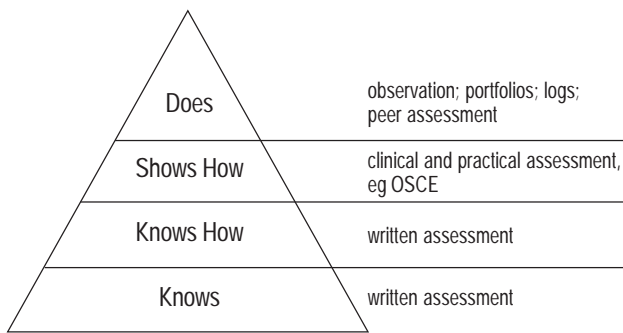 Does
observation; portfolios; logs;
peer assessment
Shows How
clinical and practical assessment,
eg OSCE
Knows How
written assessment
Knows
written assessment